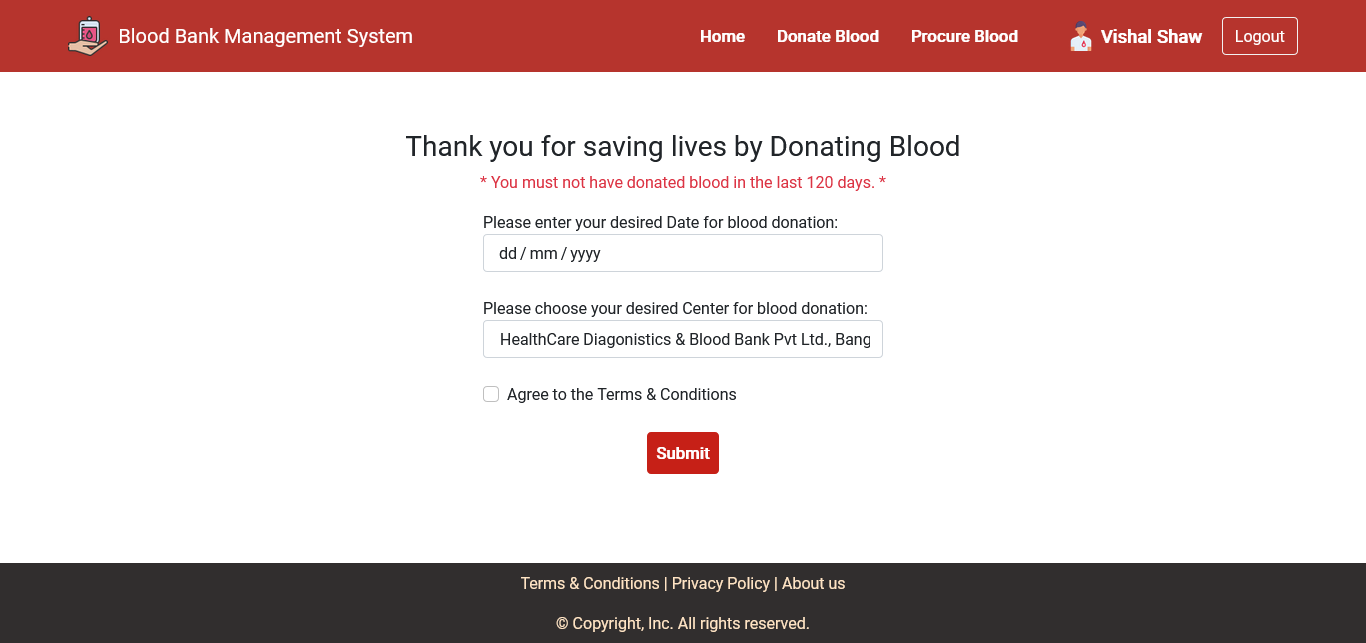 Blood Bank Management System
Home
Donate Blood
Procure Blood
Vishal Shaw
Logout
Thank you for saving lives by Donating Blood
* You must not have donated blood in the last 120 days. *
Please enter your desired Date for blood donation:
dd / mm / yyyy
Please choose your desired Center for blood donation:
HealthCare Diagonistics & Blood Bank Pvt Ltd., Bang
Agree to the Terms & Conditions
Submit
Terms & Conditions | Privacy Policy | About us
© Copyright, Inc. All rights reserved.